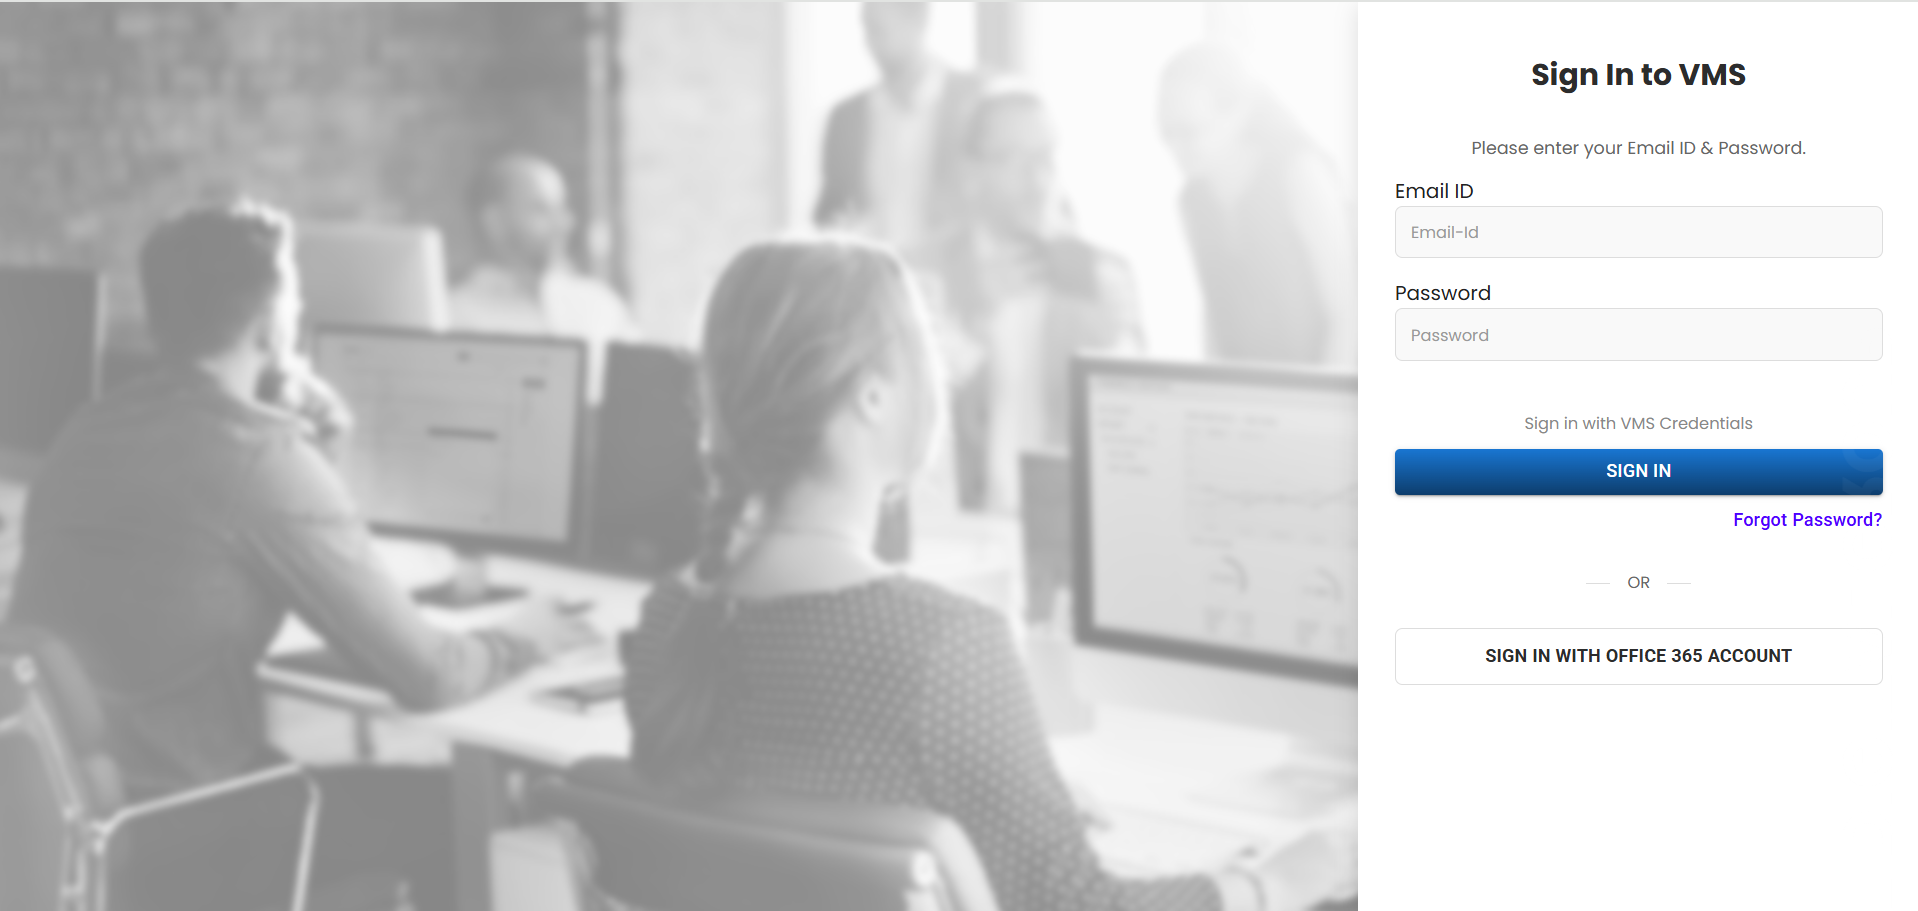 Sign In to VMS
Please enter your Email ID & Password.
Email ID
Email-Id
Password
Password
Sign in with VMS Credentials
SIGN IN
Forgot Password?
OR
SIGN IN WITH OFFICE 365 ACCOUNT